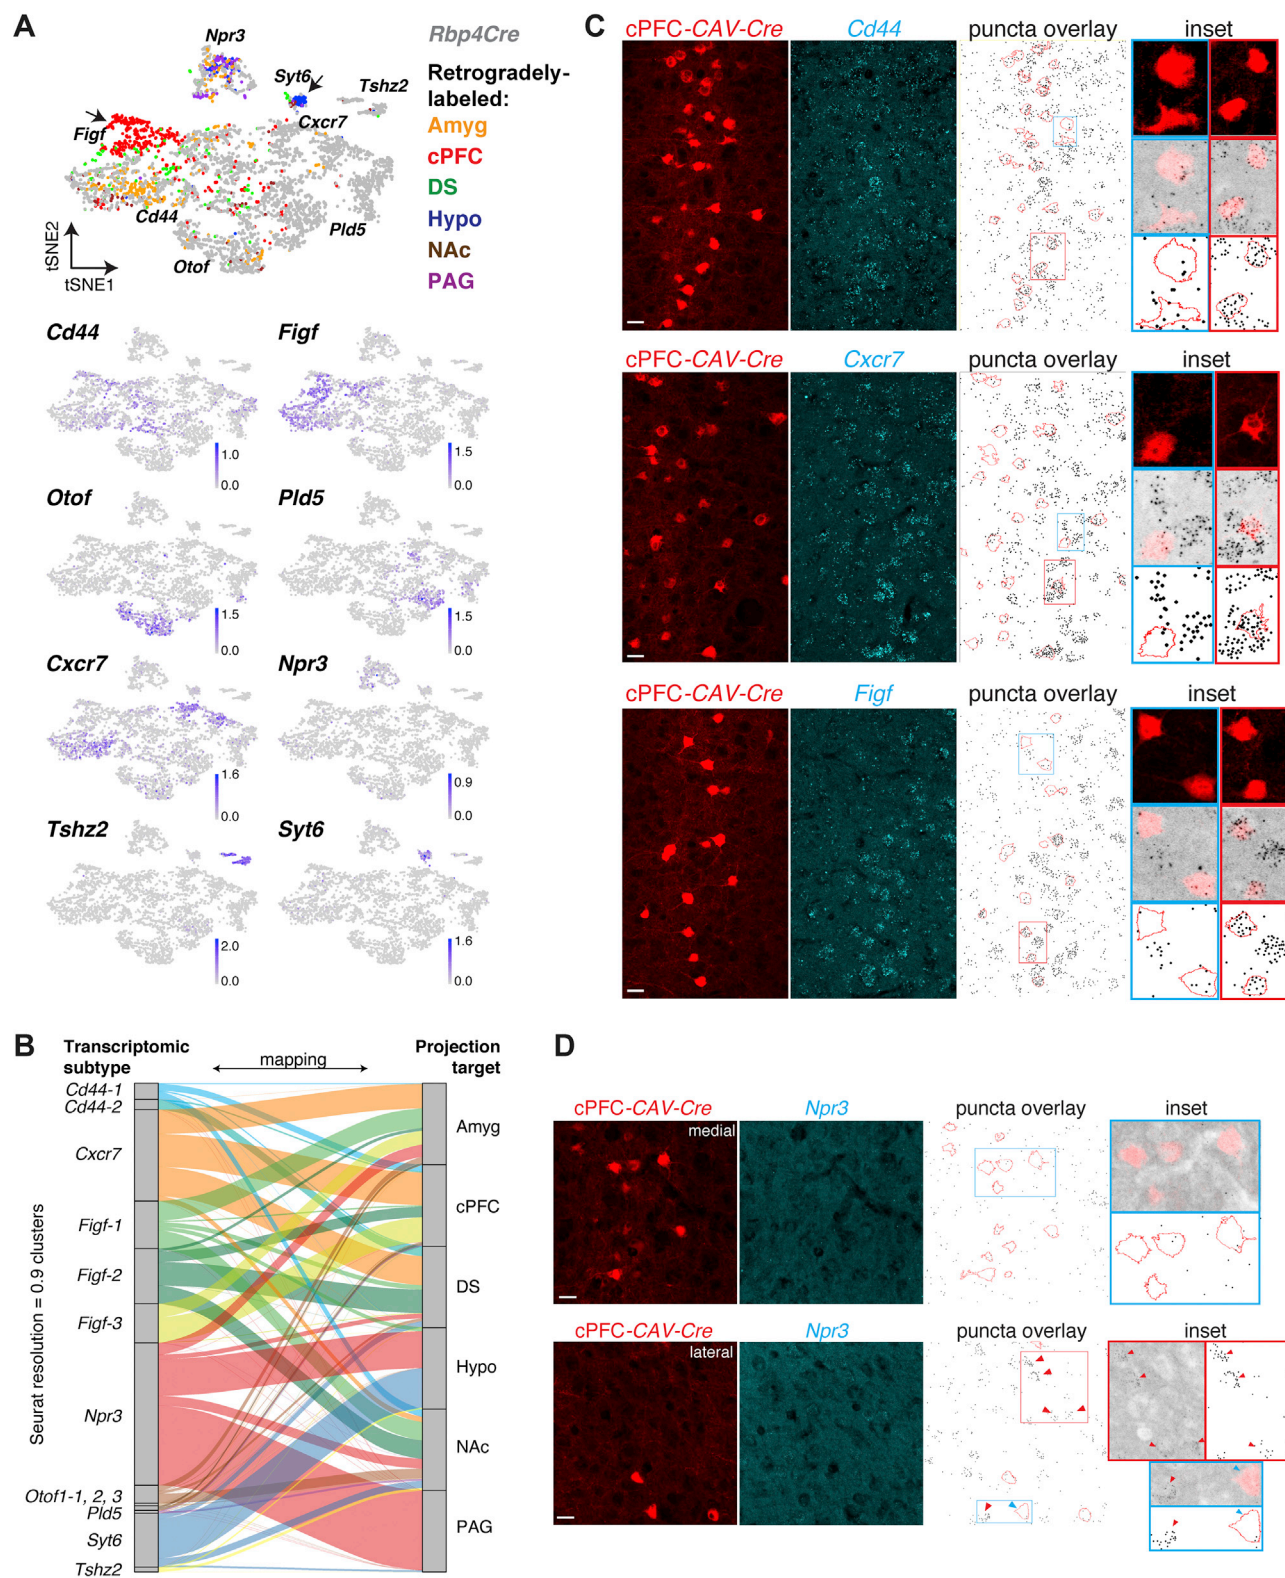 A
Npr3
Rbp4Cre
Syt6
Tshz2
Retrogradely-
labeled:
Figf
Cxcr7
Amyg
cPFC
DS
Hypo
NAc
PAG
Cd44
Pld5
Otof
tSNE2
tSNE1
Cd44
Figf
1.0
0.0
1.5
0.0
Otof
Pld5
1.5
0.0
1.5
0.0
Cxcr7
Npr3
1.6
0.0
0.9
0.0
Tshz2
Syt6
2.0
0.0
1.6
0.0
B
Transcriptomic
subtype
mapping
Projection
target
Seurat resolution = 0.9 clusters
Cd44-1
Cd44-2
Cxcr7
Figf-1
Figf-2
Figf-3
Npr3
Otof1-1, 2, 3
Pld5
Syt6
Tshz2
Amyg
cPFC
DS
Hypo
NAc
PAG
C
cPFC-CAV-Cre
Cd44
puncta overlay
inset
cPFC-CAV-Cre
Cxcr7
puncta overlay
inset
cPFC-CAV-Cre
Figf
puncta overlay
inset
D
cPFC-CAV-Cre
Npr3
puncta overlay
inset
medial
cPFC-CAV-Cre
Npr3
puncta overlay
inset
lateral